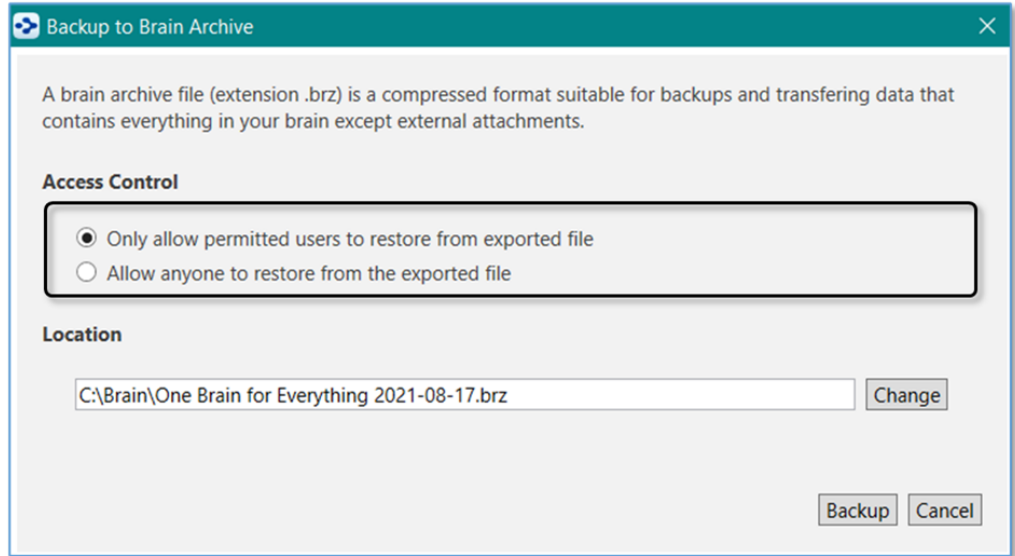 Backup to Brain Archive
A brain archive file (extension .brz) is a compressed format suitable for backups and transfering data that
contains everything in your brain except external attachments.
Access Control
Only allow permitted users to restore from exported file
Allow anyone to restore from the exported file
Location
C:\Brain\One Brain for Everything 2021-08-17.brz
Change
Backup Cancel